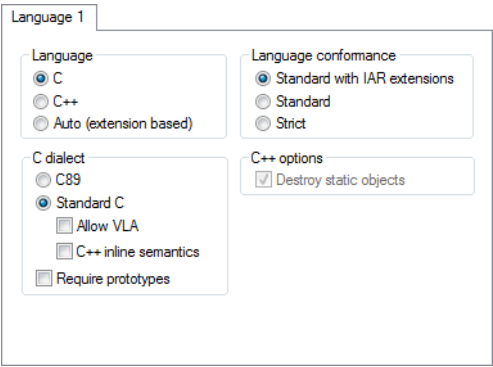 Language 1
Language
C
C++
Auto (extension based)
Language conformance
Standard with IAR extensions
Standard
Strict
C dialect
C89
Standard C
Allow VLA
C++ inline semantics
Require prototypes
C++ options
Destroy static objects